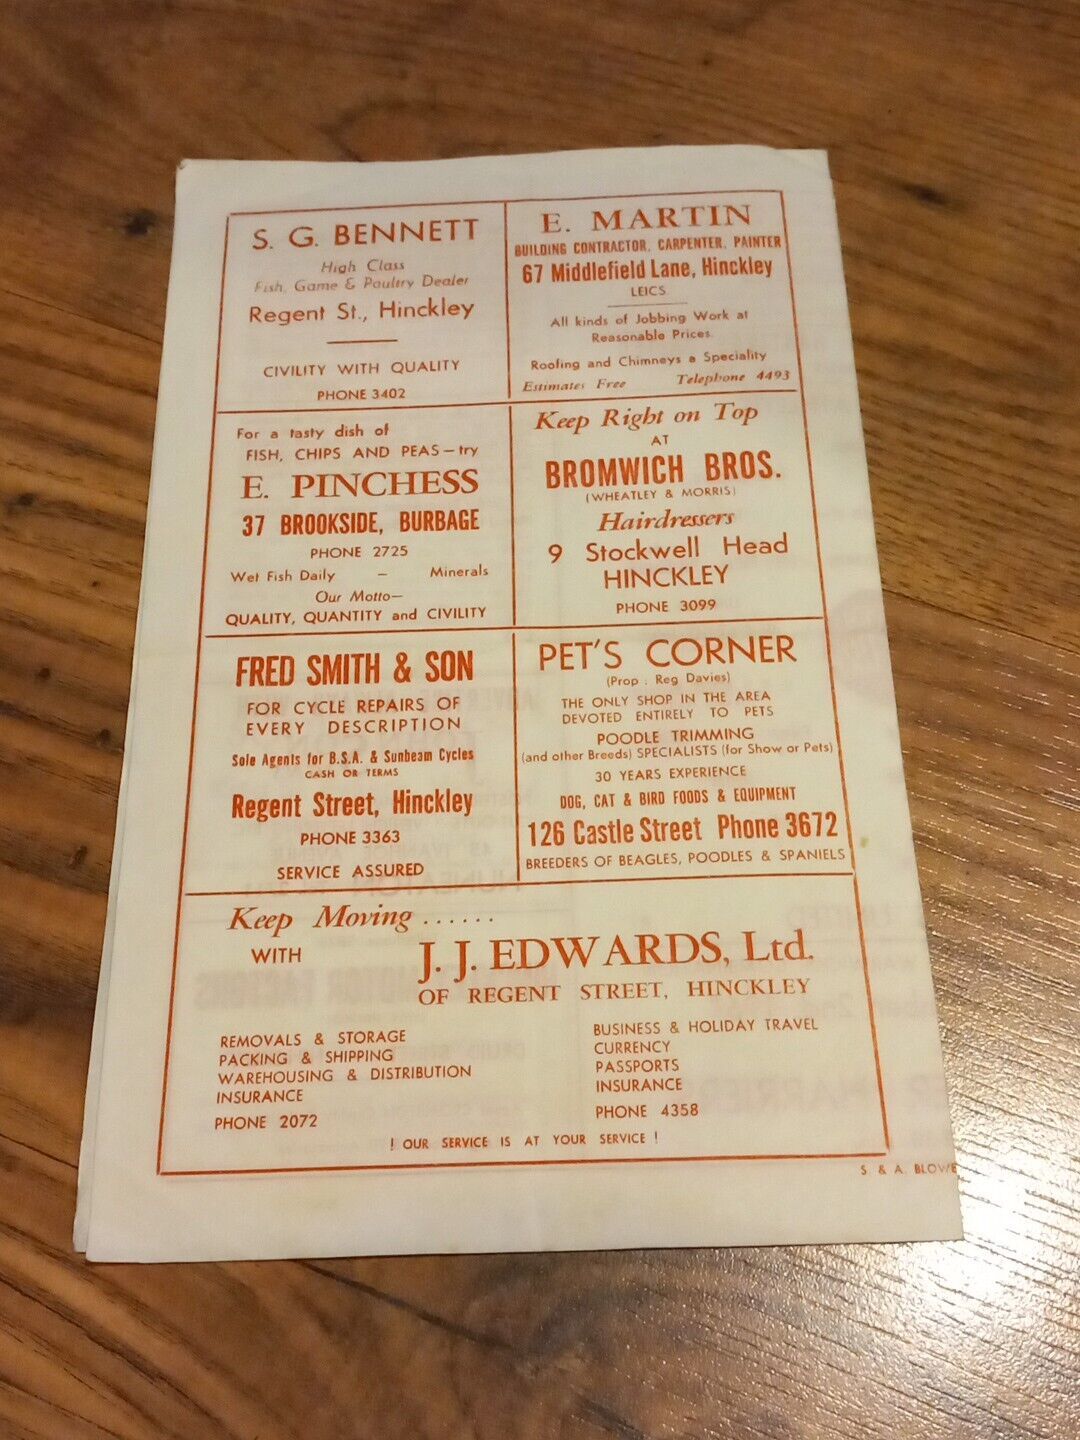 S. G. BENNETT
High Class
Fish, Game & Poultry Dealer
Regent St., Hinckley
CIVILITY WITH QUALITY
PHONE 3402
E. MARTIN
BUILDING CONTRACTOR, CARPENTER, PAINTER
67 Middlefield Lane, Hinckley
LEICS
All kinds of Jobbing Work at
Reasonable Prices.
Roofing and Chimneys a Speciality
Estimates Free Telephone 4493
For a tasty dish of
FISH, CHIPS AND PEAS — try
E. PINCHESS
37 BROOKSIDE, BURBAGE
PHONE 2725
Wet Fish Daily — Minerals
Our Motto—
QUALITY, QUANTITY and CIVILITY
Keep Right on Top
AT
BROMWICH BROS.
(WHEATLEY & MORRIS)
Hairdressers
9 Stockwell Head
HINCKLEY
PHONE 3099
FRED SMITH & SON
FOR CYCLE REPAIRS OF
EVERY DESCRIPTION
Sole Agents for B.S.A. & Sunbeam Cycles
CASH OR TERMS
Regent Street, Hinckley
PHONE 3363
SERVICE ASSURED
PET'S CORNER
(Prop : Reg Davies)
THE ONLY SHOP IN THE AREA
DEVOTED ENTIRELY TO PETS
POODLE TRIMMING
(and other Breeds) SPECIALISTS (for Show or Pets)
30 YEARS EXPERIENCE
DOG, CAT & BIRD FOODS & EQUIPMENT
126 Castle Street Phone 3672
BREEDERS OF BEAGLES, POODLES & SPANIELS
Keep Moving ......
WITH
J. J. EDWARDS, Ltd.
OF REGENT STREET, HINCKLEY
REMOVALS & STORAGE
PACKING & SHIPPING
WAREHOUSING & DISTRIBUTION
INSURANCE
PHONE 2072
BUSINESS & HOLIDAY TRAVEL
CURRENCY
PASSPORTS
INSURANCE
PHONE 4358
! OUR SERVICE IS AT YOUR SERVICE !
S. & A. BLOWE